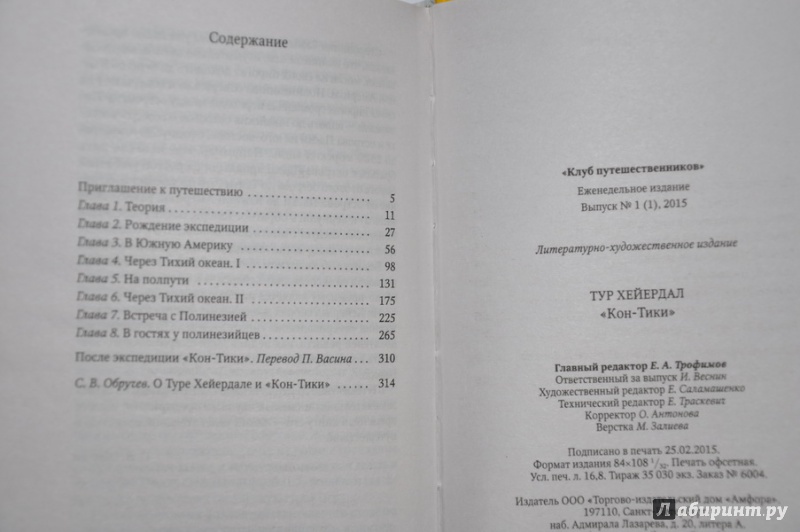 Содержание
Приглашение к путешествию 5
Глава 1. Теория 11
Глава 2. Рождение экспедиции 27
Глава 3. В Южную Америку 56
Глава 4. Через Тихий океан. I 98
Глава 5. На полпути 131
Глава 6. Через Тихий океан. II 175
Глава 7. Встреча с Полинезией 225
Глава 8. В гостях у полинезийцев 265
После экспедиции «Кон-Тики». Перевод П. Васина 310
С. В. Обручев. О Туре Хейердале и «Кон-Тики» 314
«Клуб путешественников»
Еженедельное издание
Выпуск № 1 (1), 2015
Литературно-художественное издание
ТУР ХЕЙЕРДАЛ
«Кон-Тики»
Главный редактор Е. А. Трофимов
Ответственный за выпуск И. Веснин
Художественный редактор Е. Саламашенко
Технический редактор Е. Траскевич
Корректор О. Антонова
Верстка М. Залиева
Подписано в печать 25.02.2015.
Формат издания 84×108 1/32. Печать офсетная.
Усл. печ. л. 16,8. Тираж 35 030 экз. Заказ № 6004.
Издатель ООО «Торгово-издательский дом «Амфора».
197110, Санкт-
наб. Адмирала Лазарева, д. 20, литера А.
Лабиринт.ру